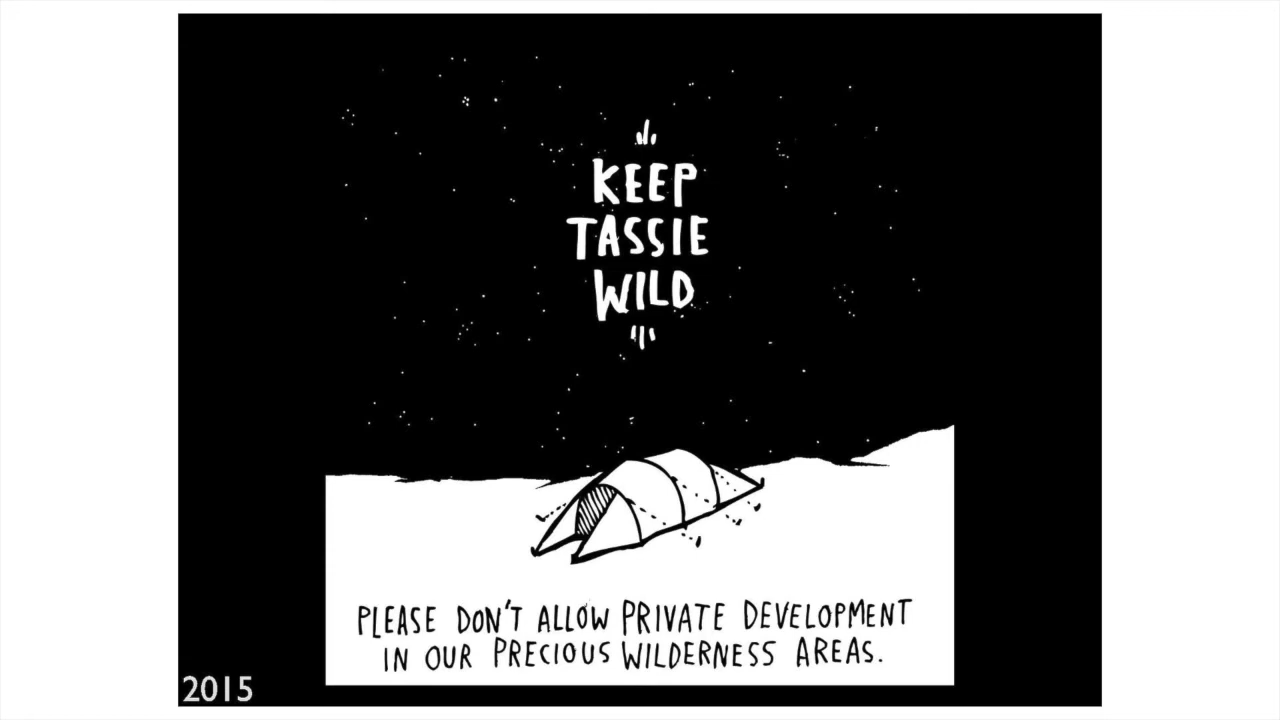 KEEP
TASSIE
WILD
PLEASE DON'T ALLOW PRIVATE DEVELOPMENT
IN OUR PRECIOUS WILDERNESS AREAS.
2015